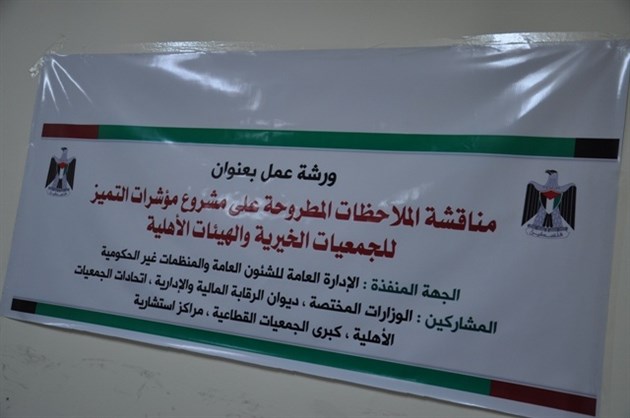 ورشة عمل بعنوان
مناقشة الملاحظات المطروحة على مشروع مؤشرات التميز
للجمعيات الخيرية والهيئات الأهلية
الجهة المنفذة : الإدارة العامة للشئون العامة والمنظمات غير الحكومية
المشاركين : الوزارات المختصة ، ديوان الرقابة المالية والإدارية ، اتحادات الجمعيات
الأهلية ، كبرى الجمعيات القطاعية ، مراكز استشارية